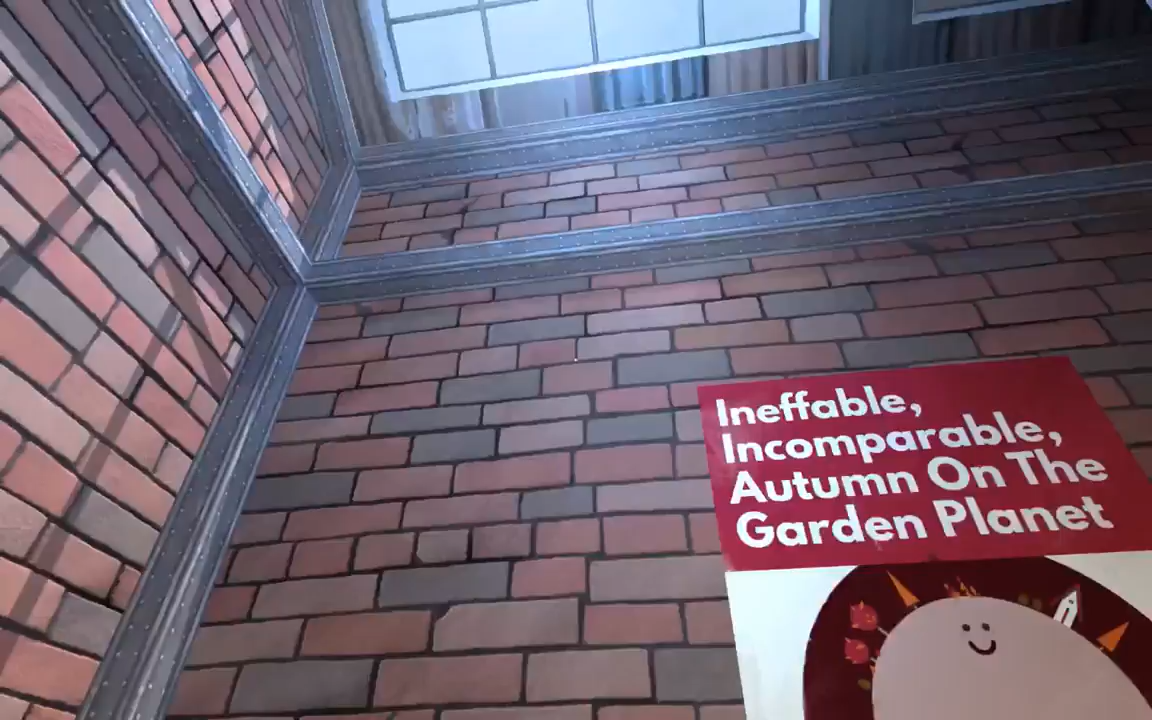 Ineffable,
Incomparable,
Autumn On The
Garden Planet